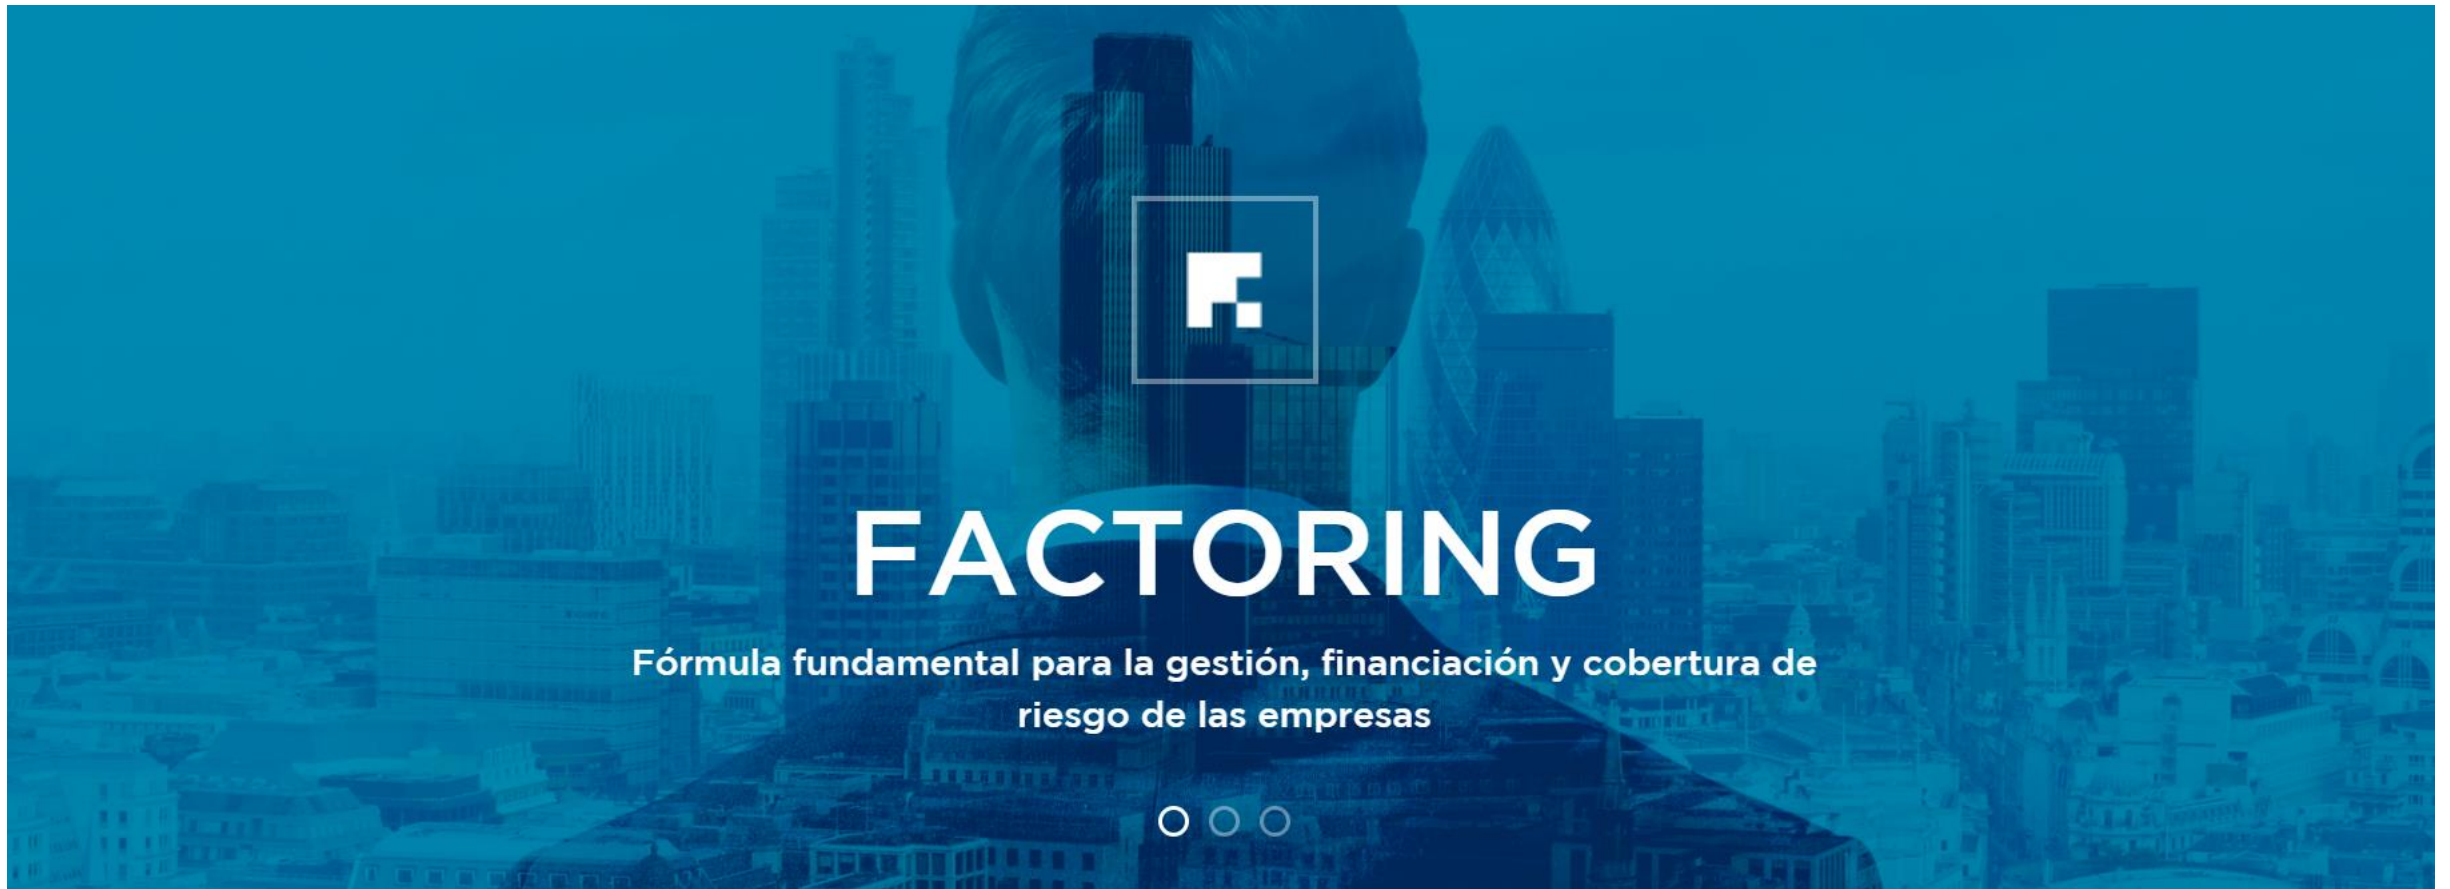 FACTORING
Fórmula fundamental para la gestión, financiación y cobertura de
riesgo de las empresas